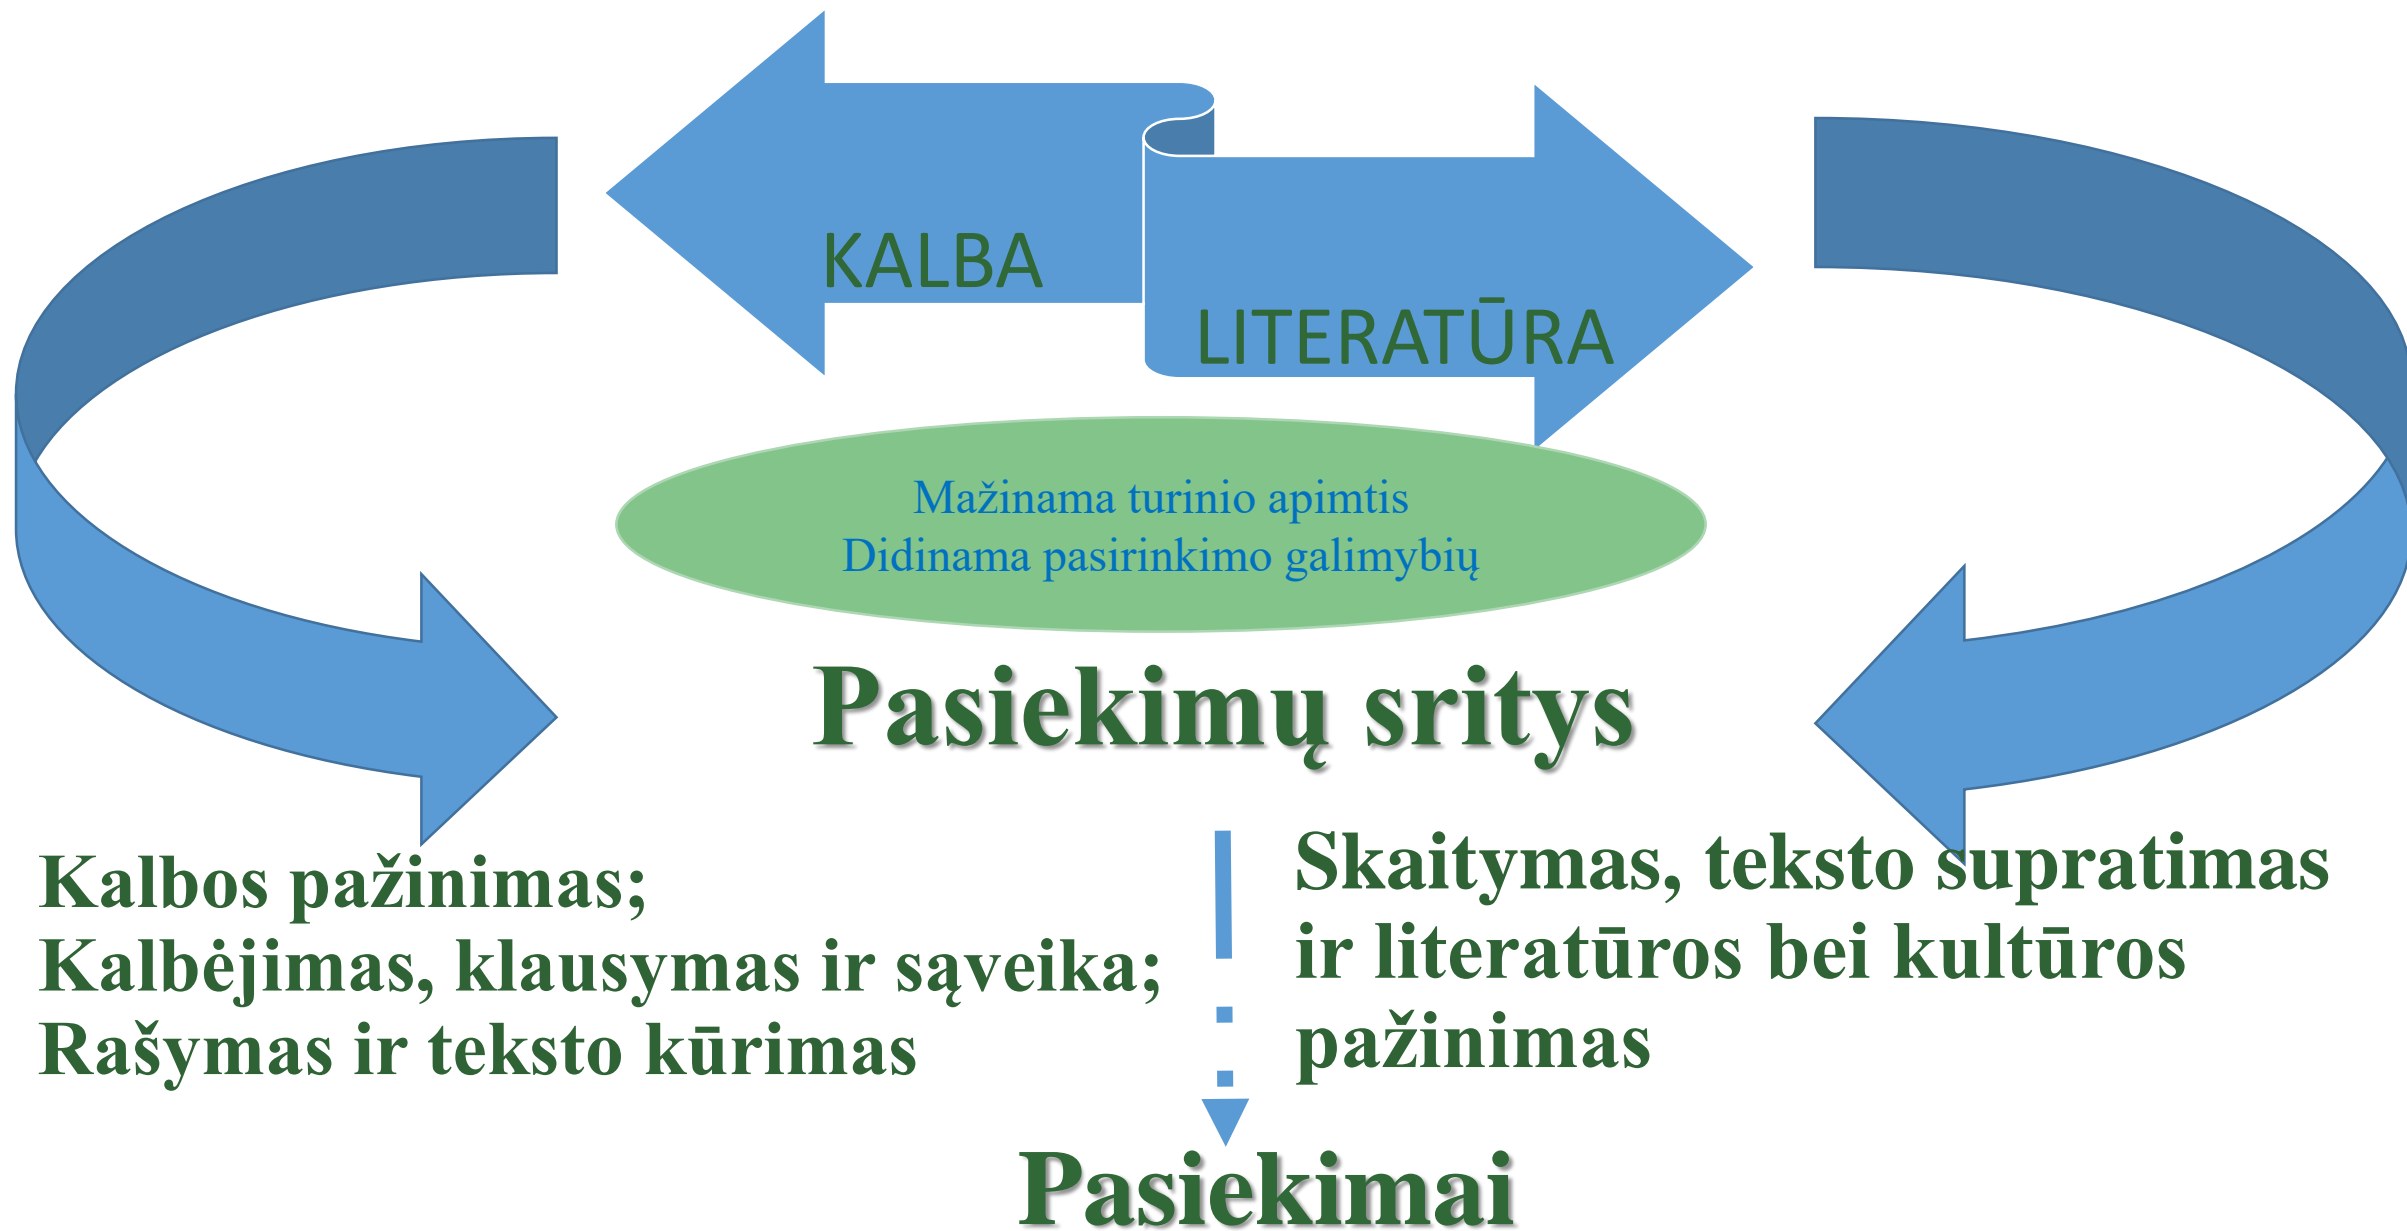 KALBA
LITERATŪRA
Mažinama turinio apimtis
Didinama pasirinkimo galimybių
Pasiekimų sritys
Kalbos pažinimas;
Kalbėjimas, klausymas ir sąveika;
Rašymas ir teksto kūrimas
Skaitymas, teksto supratimas
ir literatūros bei kultūros
pažinimas
Pasiekimai